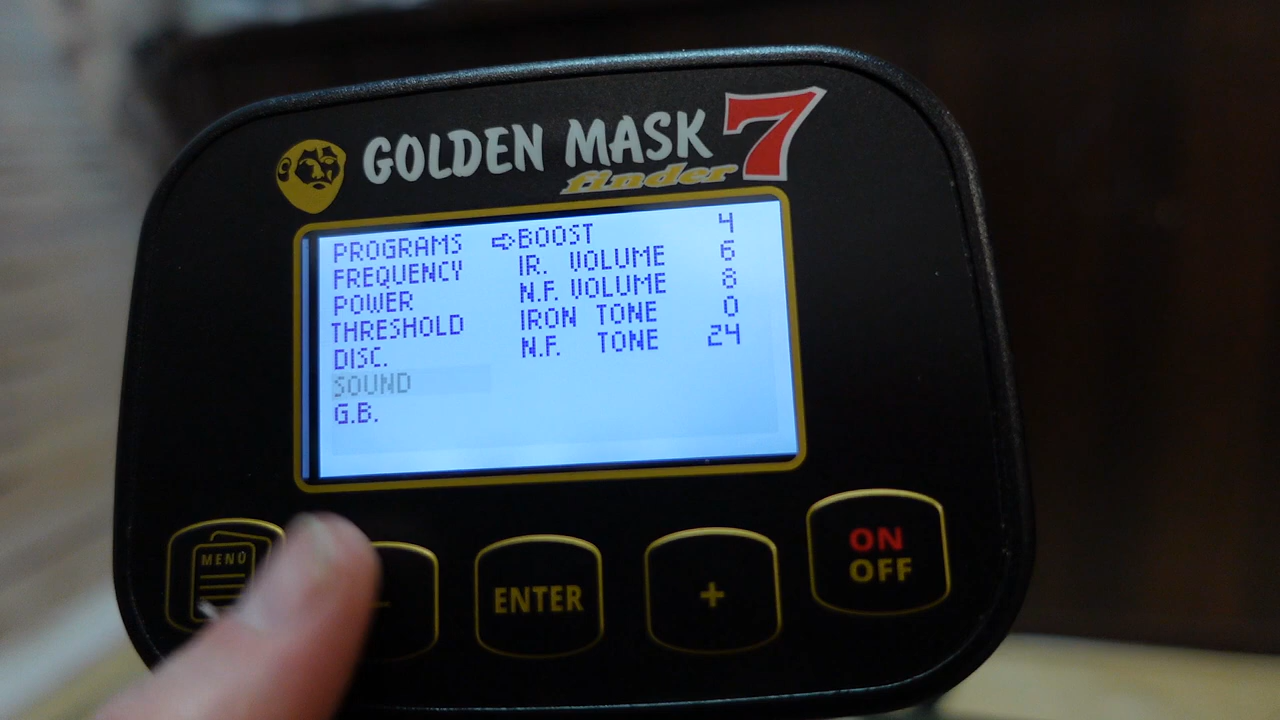 GOLDEN MASK 7
finder
PROGRAMS ➩BOOST 4
FREQUENCY IR. VOLUME 6
POWER N.F. VOLUME 8
THRESHOLD IRON TONE 0
DISC. N.F. TONE 24
SOUND
G.B.
MENU - ENTER + ON
OFF